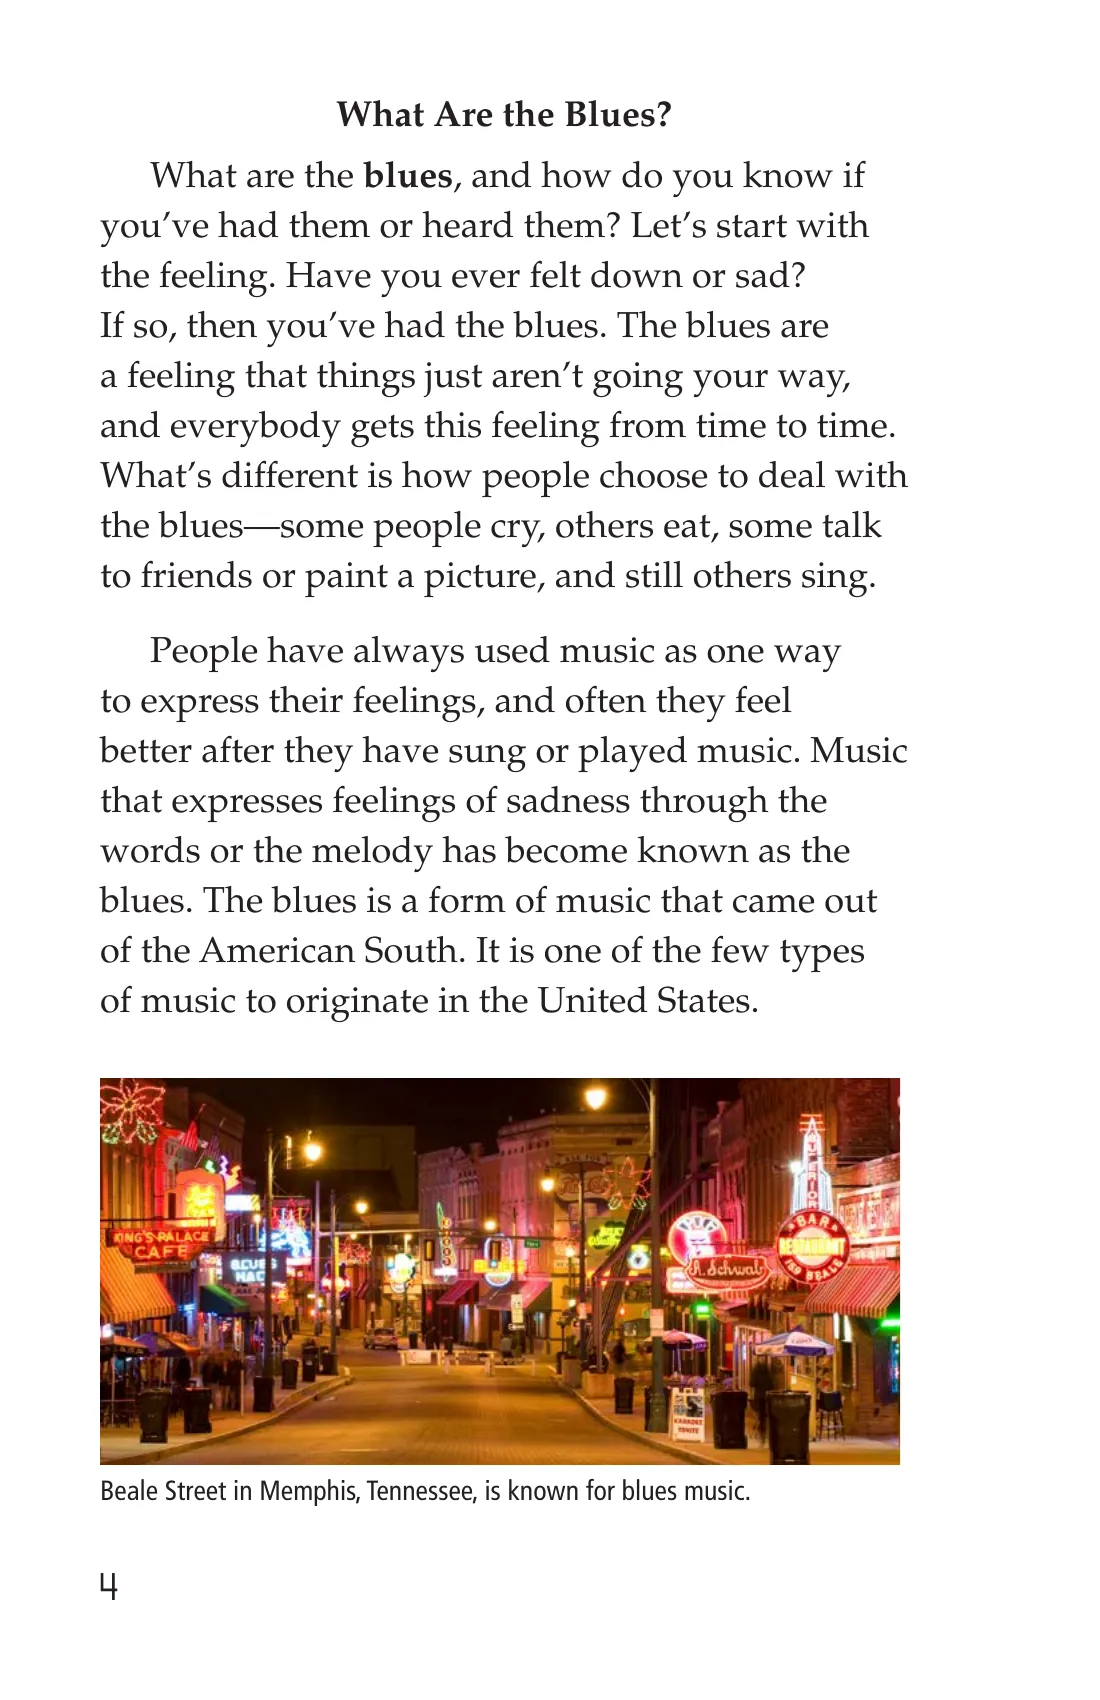 What Are the Blues?
What are the blues, and how do you know if
you’ve had them or heard them? Let’s start with
the feeling. Have you ever felt down or sad?
If so, then you’ve had the blues. The blues are
a feeling that things just aren’t going your way,
and everybody gets this feeling from time to time.
What’s different is how people choose to deal with
the blues—some people cry, others eat, some talk
to friends or paint a picture, and still others sing.
People have always used music as one way
to express their feelings, and often they feel
better after they have sung or played music. Music
that expresses feelings of sadness through the
words or the melody has become known as the
blues. The blues is a form of music that came out
of the American South. It is one of the few types
of music to originate in the United States.
KING'S PALACE
CAFE
BLUES
A. Schwab
BAR
RESTAURANT
BEALE
KARAOKE
TONITE
Beale Street in Memphis, Tennessee, is known for blues music.
4